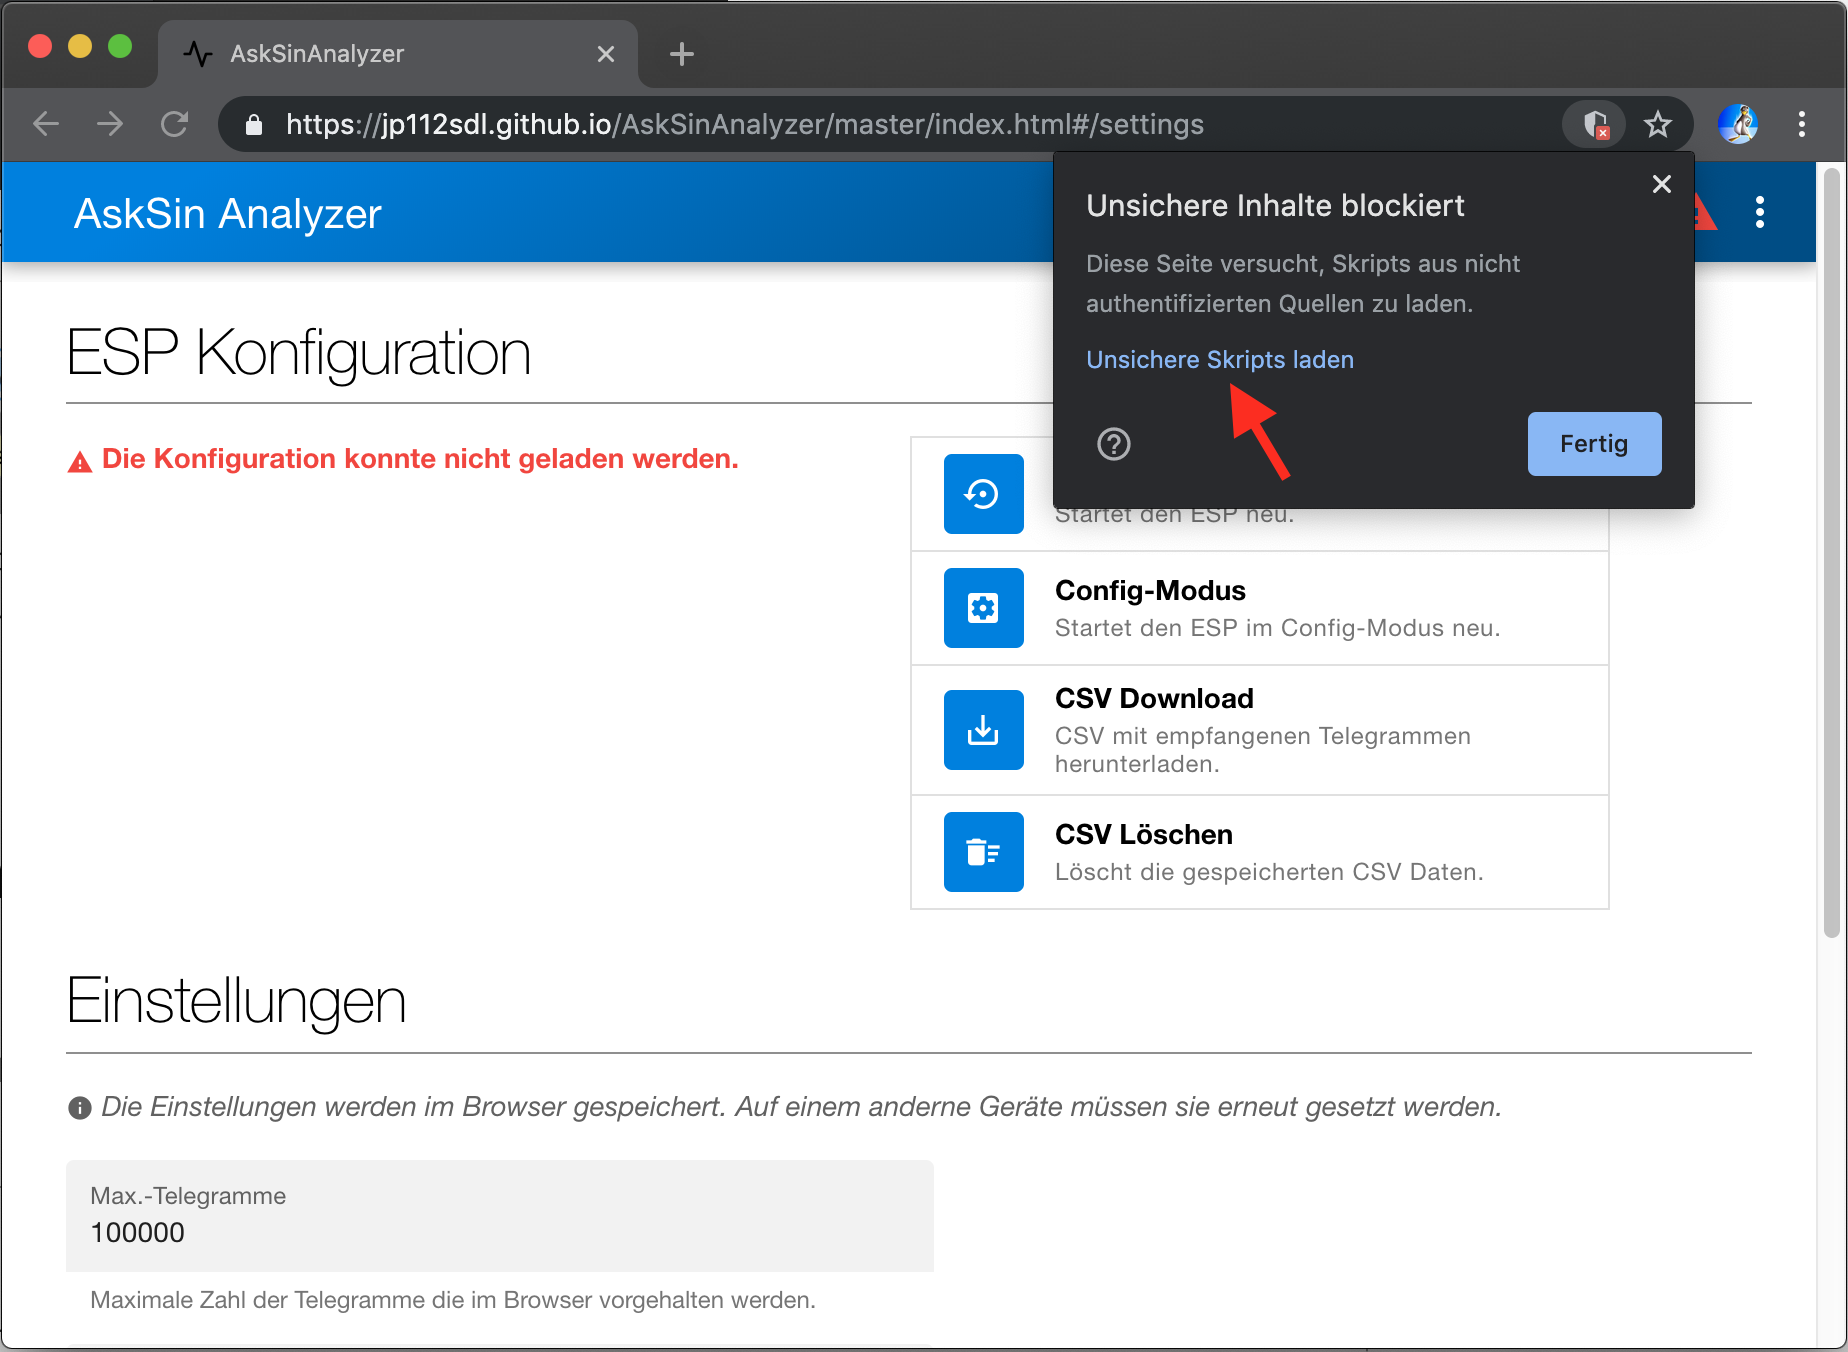 AskSinAnalyzer
https://jp112sdl.github.io/AskSinAnalyzer/master/index.html#/settings
AskSin Analyzer
Unsichere Inhalte blockiert
Diese Seite versucht, Skripts aus nicht
authentifizierten Quellen zu laden.
Unsichere Skripts laden
Fertig
ESP Konfiguration
Die Konfiguration konnte nicht geladen werden.
Startet den ESP neu.
Config-Modus
Startet den ESP im Config-Modus neu.
CSV Download
CSV mit empfangenen Telegrammen
herunterladen.
CSV Löschen
Löscht die gespeicherten CSV Daten.
Einstellungen
Die Einstellungen werden im Browser gespeichert. Auf einem anderne Geräte müssen sie erneut gesetzt werden.
Max.-Telegramme
100000
Maximale Zahl der Telegramme die im Browser vorgehalten werden.